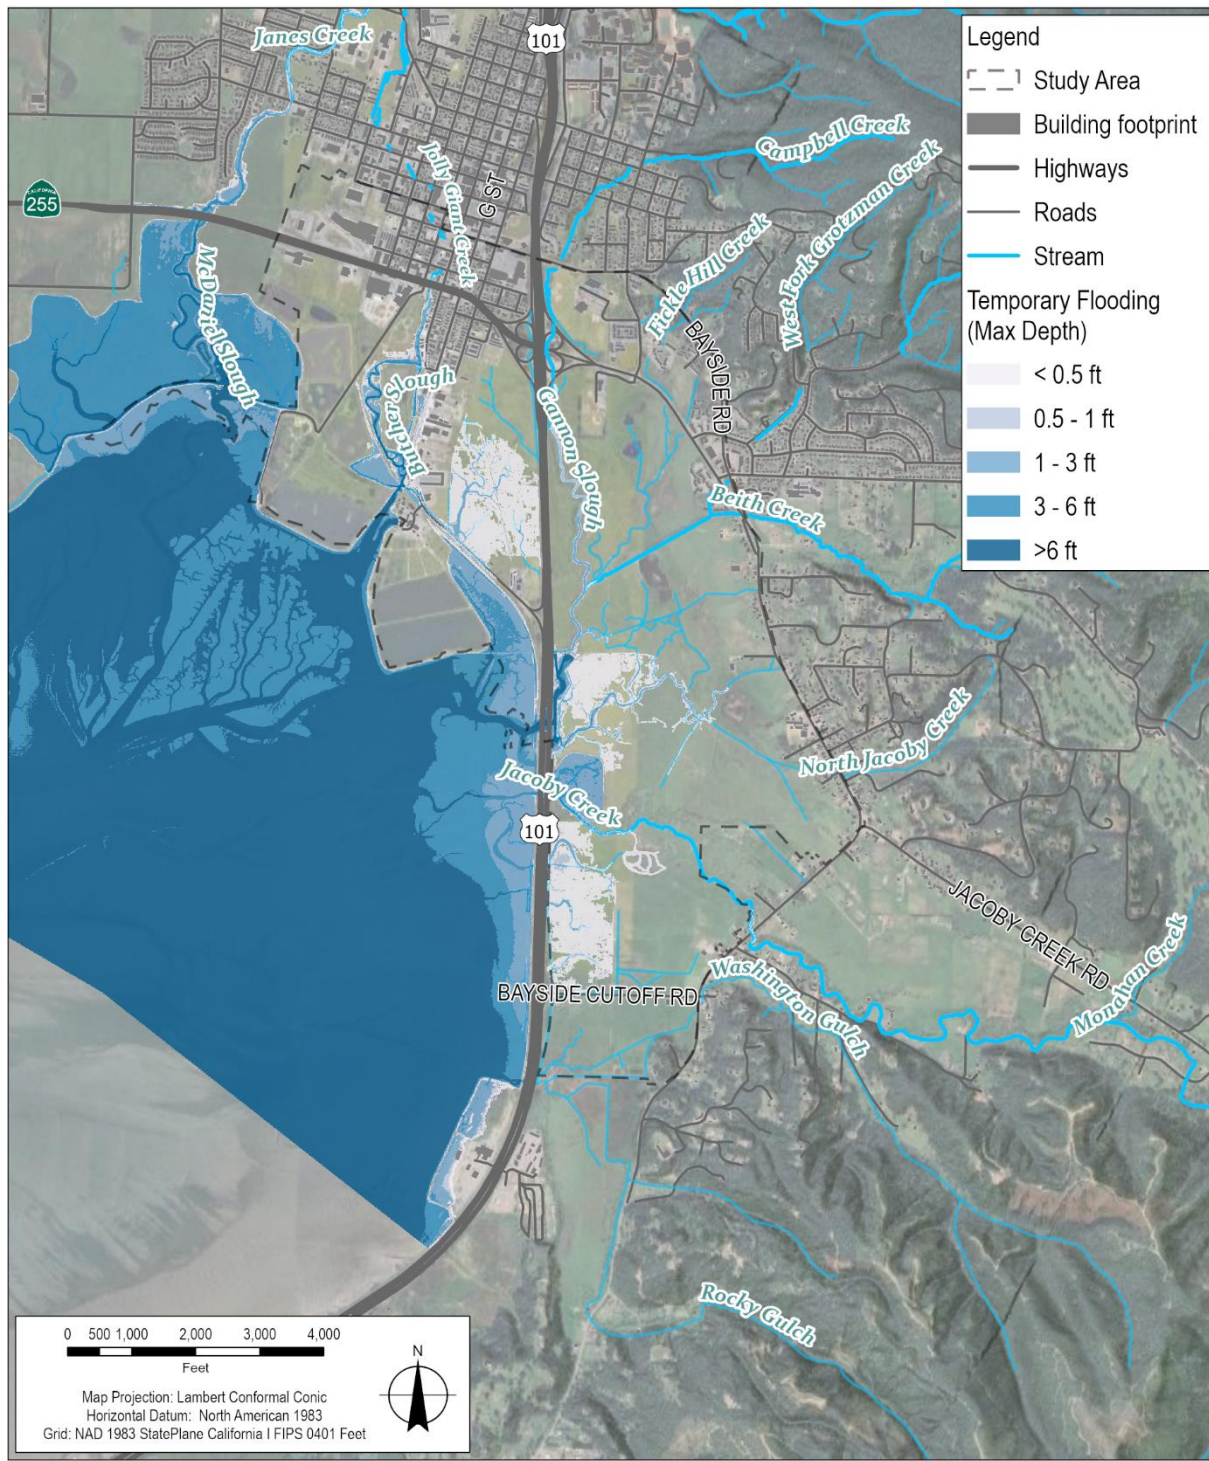 Janes Creek
101
Legend
Study Area
Building footprint
Highways
Roads
Stream
Temporary Flooding
(Max Depth)
< 0.5 ft
0.5 - 1 ft
1 - 3 ft
3 - 6 ft
>6 ft
Campbell Creek
West Fork Grotzman Creek
Jolly Giant Creek
G ST
CALIFORNIA
255
McDaniel Slough
Fickle Hill Creek
BAYSIDE RD
Butchers Slough
Gannon Slough
Beith Creek
North Jacoby Creek
Jacoby Creek
101
JACOBY CREEK RD
Mondvan Creek
Washington Gulch
BAYSIDE CUTOFF RD
Rocky Gulch
0 500 1,000 2,000 3,000 4,000
Feet
N
Map Projection: Lambert Conformal Conic
Horizontal Datum: North American 1983
Grid: NAD 1983 StatePlane California I FIPS 0401 Feet